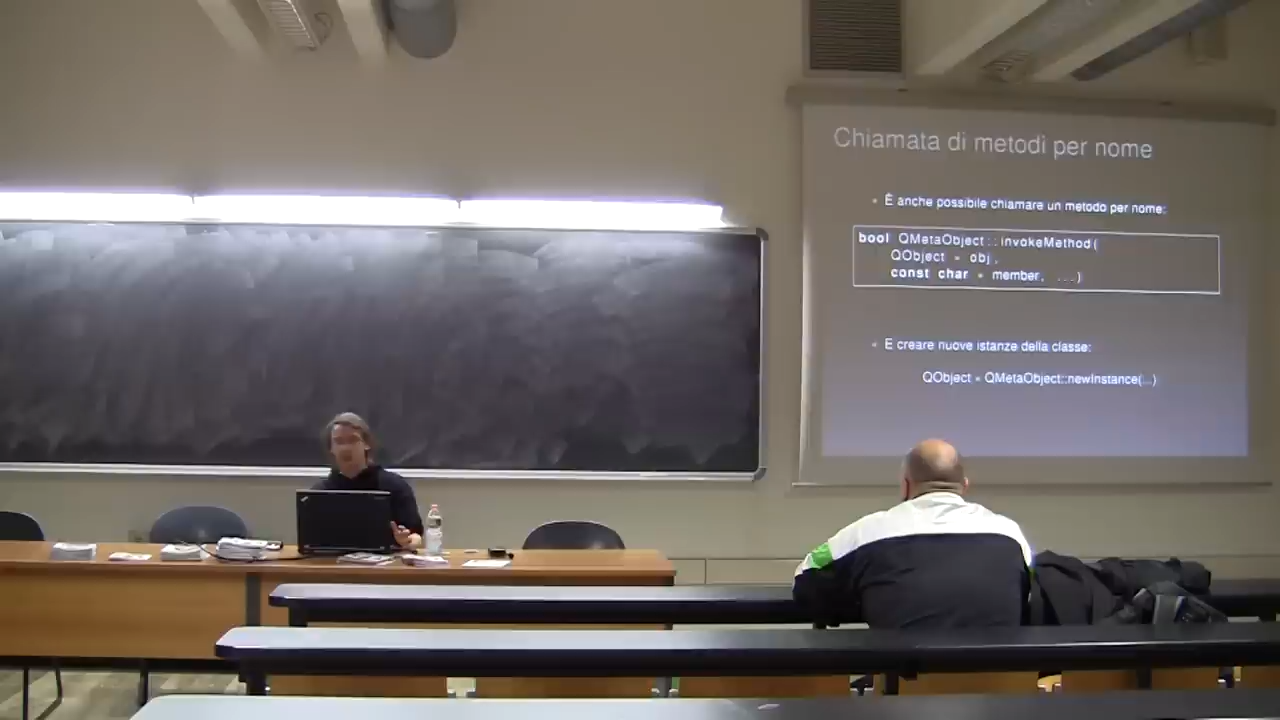 Chiamata di metodi per nome
• È anche possibile chiamare un metodo per nome:
bool QMetaObject::invokeMethod(
QObject * obj,
const char * member, ...)
• E creare nuove istanze della classe:
QObject * QMetaObject::newInstance(...)